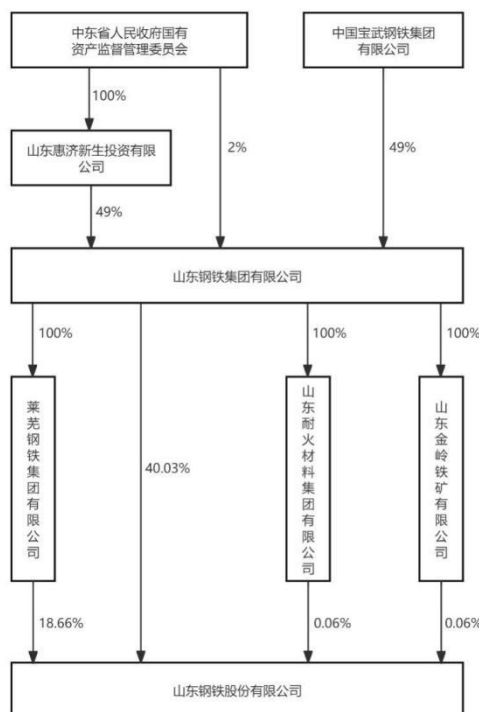 中东省人民政府国有
资产监督管理委员会
中国宝武钢铁集团
有限公司
100%
2%
49%
山东惠济新生投资有限
公司
49%
山东钢铁集团有限公司
100%
100%
100%
莱芜钢铁集团有限公司
40.03%
山东耐火材料集团有限公司
山东金岭铁矿有限公司
18.66%
0.06%
0.06%
山东钢铁股份有限公司